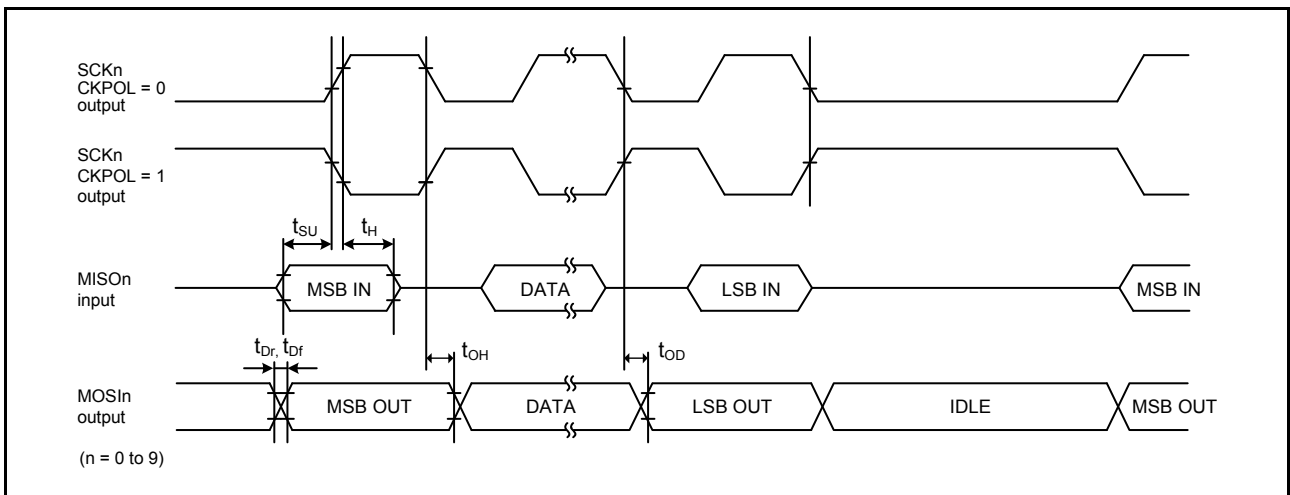 SCKn
CKPOL = 0
output
SCKn
CKPOL = 1
output
tSU
tH
MISOn
input
MSB IN
DATA
LSB IN
MSB IN
tDr, tDf
tOH
tOD
MOSIn
output
MSB OUT
DATA
LSB OUT
IDLE
MSB OUT
(n = 0 to 9)